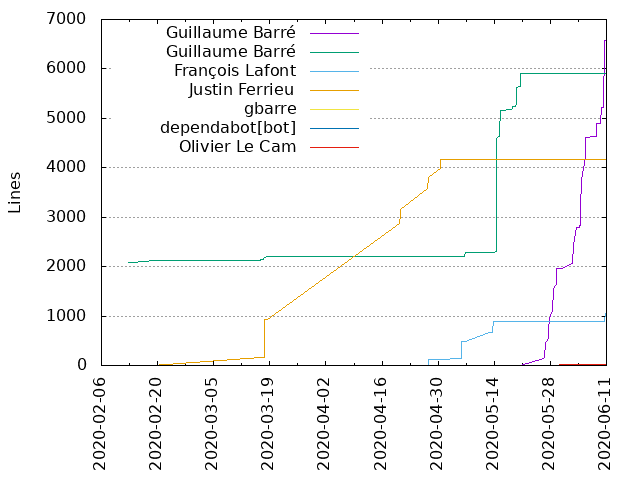 7000
6000
5000
4000
3000
2000
1000
0
Lines
Guillaume Barré
Guillaume Barré
François Lafont
Justin Ferrieu
gbarre
dependabot[bot]
Olivier Le Cam
2020-02-06
2020-02-20
2020-03-05
2020-03-19
2020-04-02
2020-04-16
2020-04-30
2020-05-14
2020-05-28
2020-06-11